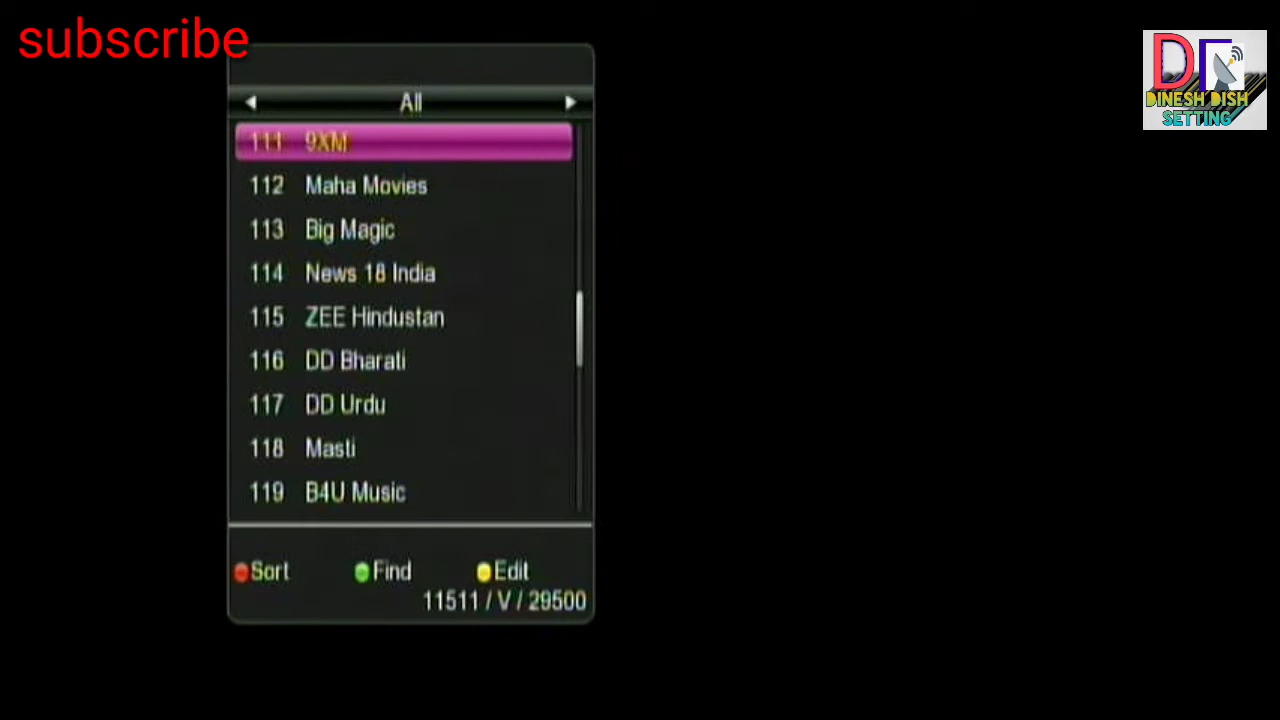 subscribe
All
111 9XM
112 Maha Movies
113 Big Magic
114 News 18 India
115 ZEE Hindustan
116 DD Bharati
117 DD Urdu
118 Masti
119 B4U Music
Sort Find Edit
11511 / V / 29500
DINESH DISH
SETTING